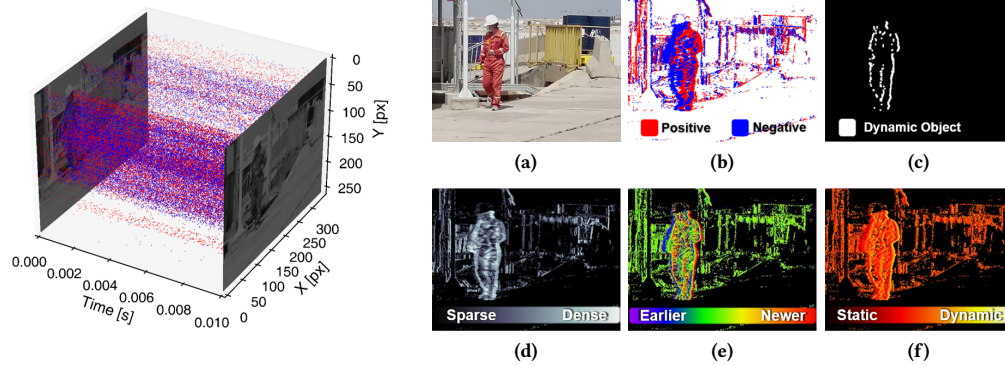 0
50
100
150
200
250
Y [px]
0.000
0.002
0.004
0.006
0.008
0.010
Time [s]
0
50
100
150
200
250
300
X [px]
Positive Negative
Dynamic Object
(a) (b) (c)
Sparse Dense
Earlier Newer
Static Dynamic
(d) (e) (f)